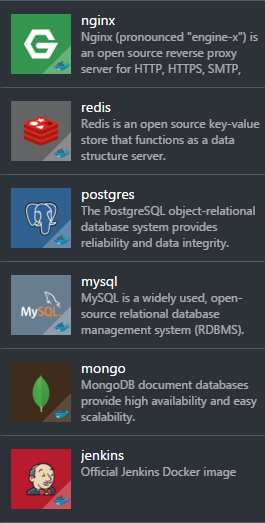 nginx
Nginx (pronounced "engine-x") is
an open source reverse proxy
server for HTTP, HTTPS, SMTP,
redis
Redis is an open source key-value
store that functions as a data
structure server.
postgres
The PostgreSQL object-relational
database system provides
reliability and data integrity.
mysql
MySQL is a widely used, open-
source relational database
management system (RDBMS).
MySQL
mongo
MongoDB document databases
provide high availability and easy
scalability.
jenkins
Official Jenkins Docker image